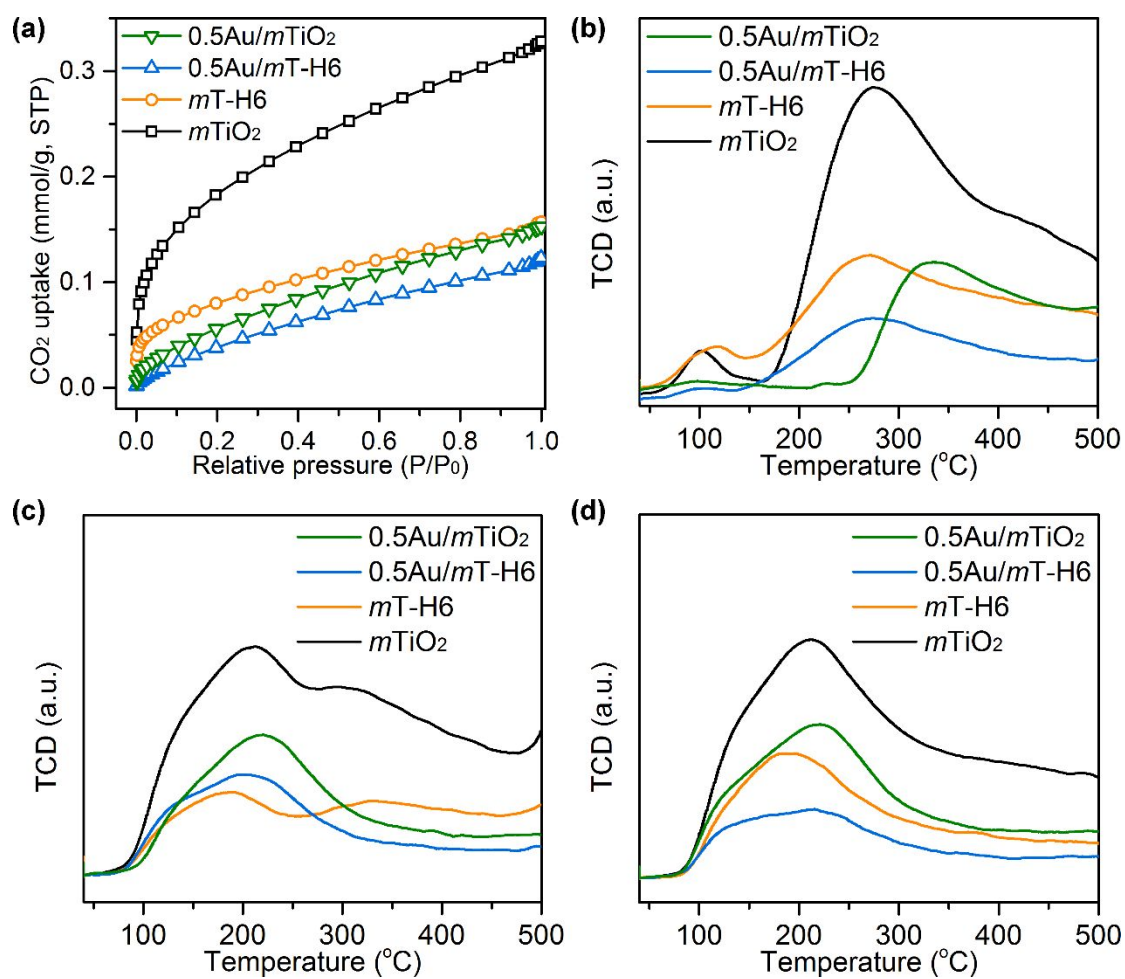 (a)
0.5Au/mTiO2
0.5Au/mT-H6
mT-H6
mTiO2
CO2 uptake (mmol/g, STP)
0.3
0.2
0.1
0.0
0.0 0.2 0.4 0.6 0.8 1.0
Relative pressure (P/P0)
(b)
0.5Au/mTiO2
0.5Au/mT-H6
mT-H6
mTiO2
TCD (a.u.)
100 200 300 400 500
Temperature (oC)
(c)
0.5Au/mTiO2
0.5Au/mT-H6
mT-H6
mTiO2
TCD (a.u.)
100 200 300 400 500
Temperature (oC)
(d)
0.5Au/mTiO2
0.5Au/mT-H6
mT-H6
mTiO2
TCD (a.u.)
100 200 300 400 500
Temperature (oC)